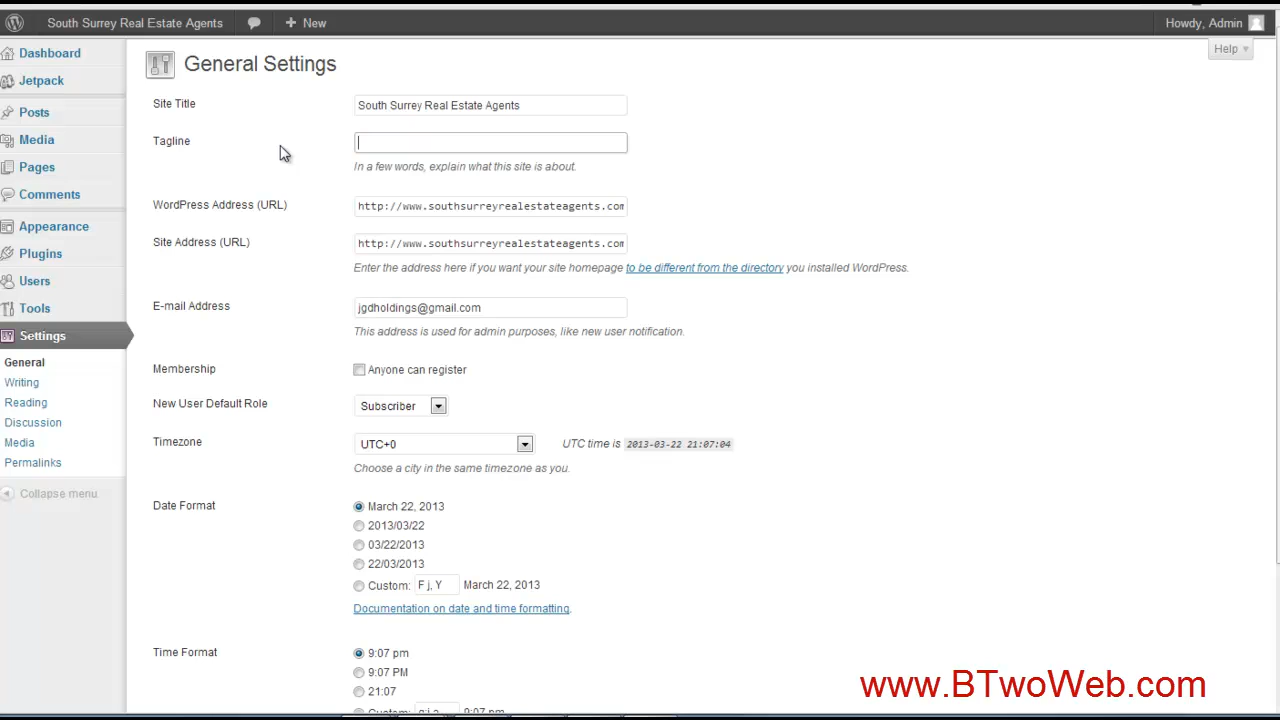 South Surrey Real Estate Agents
New
Howdy, Admin
Help
Dashboard
Jetpack
Posts
Media
Pages
Comments
Appearance
Plugins
Users
Tools
Settings
General
Writing
Reading
Discussion
Media
Permalinks
Collapse menu
General Settings
Site Title South Surrey Real Estate Agents
Tagline
In a few words, explain what this site is about.
WordPress Address (URL) http://www.southsurreyrealestateagents.com
Site Address (URL) http://www.southsurreyrealestateagents.com
Enter the address here if you want your site homepage to be different from the directory you installed WordPress.
E-mail Address jgdholdings@gmail.com
This address is used for admin purposes, like new user notification.
Membership Anyone can register
New User Default Role Subscriber
Timezone UTC+0 UTC time is 2013-03-22 21:07:04
Choose a city in the same timezone as you.
Date Format March 22, 2013
2013/03/22
03/22/2013
22/03/2013
Custom: F j, Y March 22, 2013
Documentation on date and time formatting.
Time Format 9:07 pm
9:07 PM
21:07
Custom: g:i a 9:07 pm
www.BTwoWeb.com